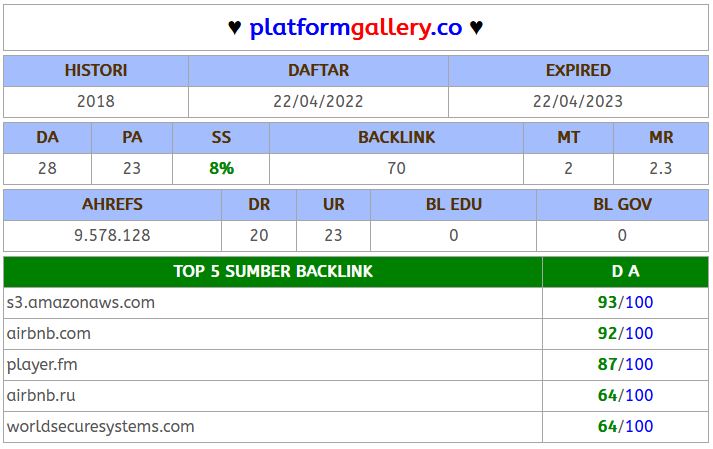 ♥ platformgallery.co ♥
HISTORI DAFTAR EXPIRED
2018 22/04/2022 22/04/2023
DA PA SS BACKLINK MT MR
28 23 8% 70 2 2.3
AHREFS DR UR BL EDU BL GOV
9.578.128 20 23 0 0
TOP 5 SUMBER BACKLINK D A
s3.amazonaws.com 93/100
airbnb.com 92/100
player.fm 87/100
airbnb.ru 64/100
worldsecuresystems.com 64/100